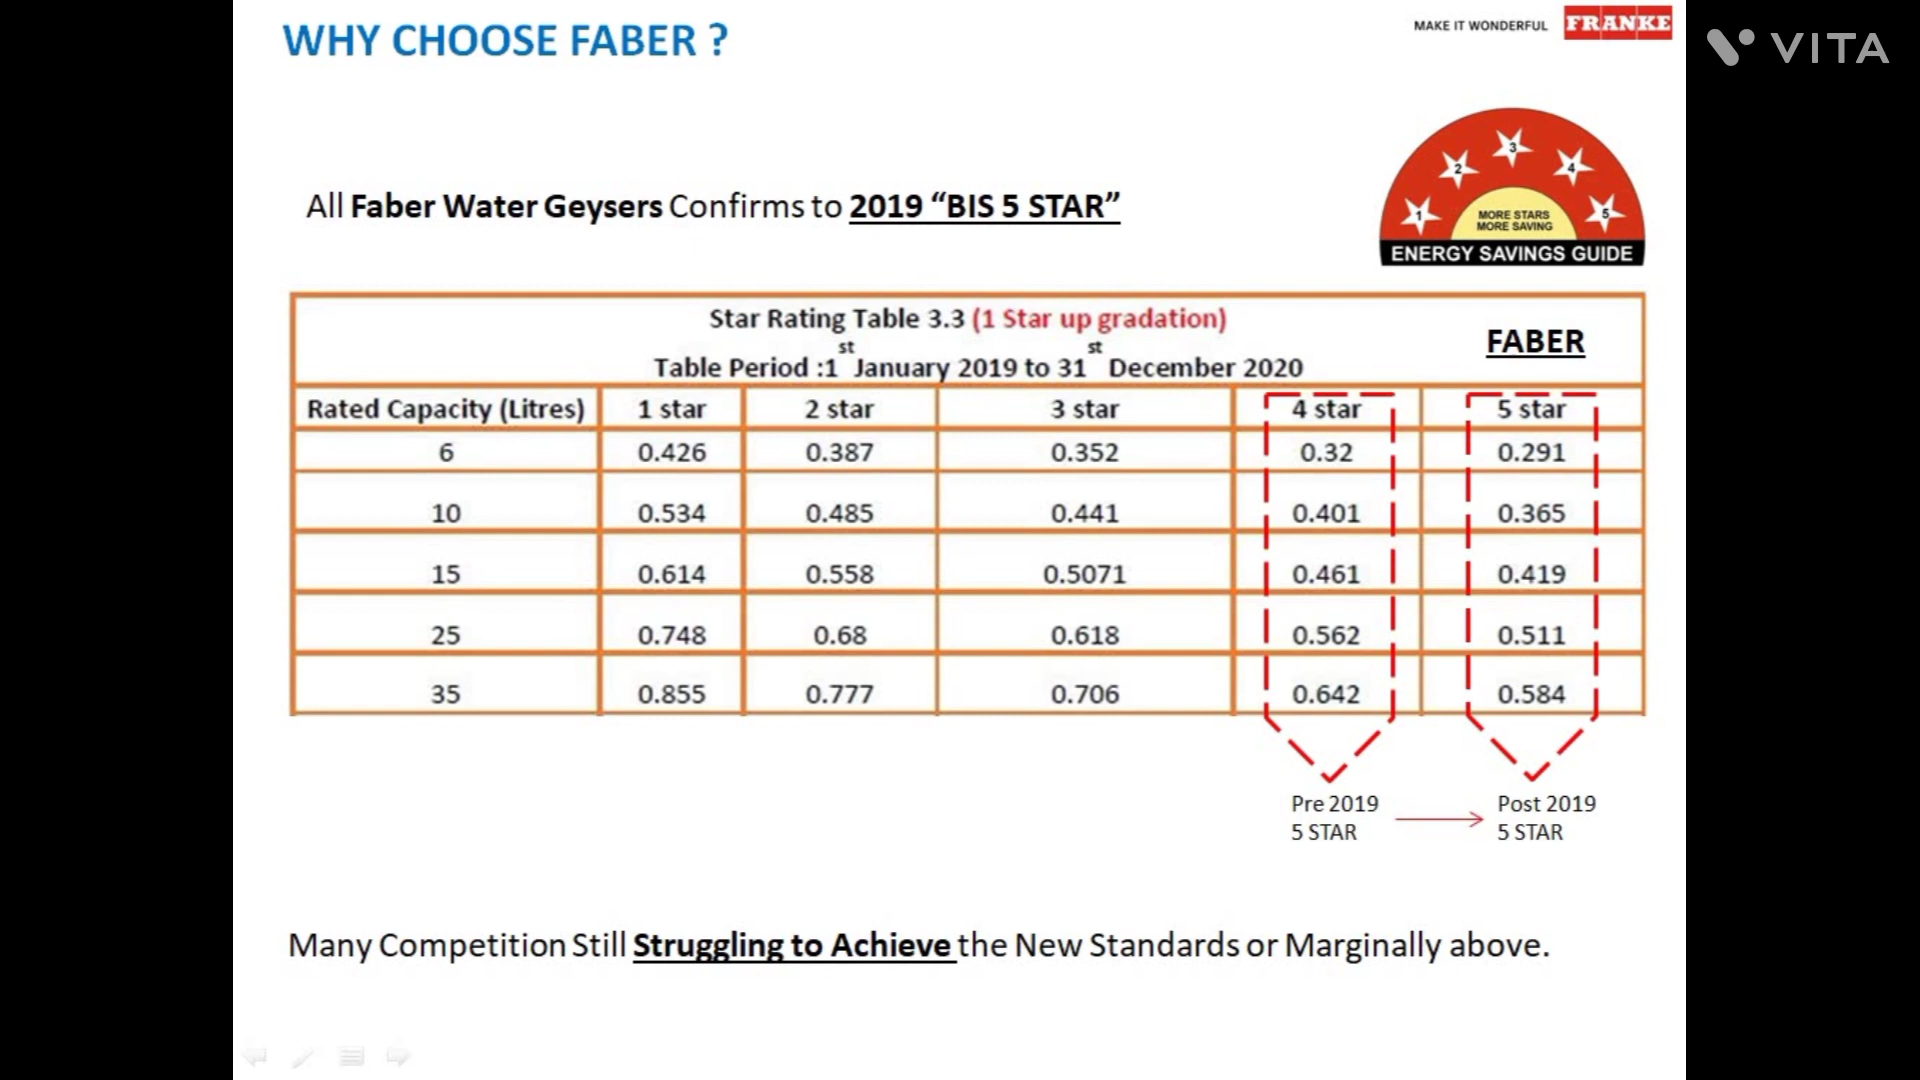 WHY CHOOSE FABER ?
MAKE IT WONDERFUL
FRANKE
VITA
All Faber Water Geysers Confirms to 2019 “BIS 5 STAR”
1 2 3 4 5
MORE STARS
MORE SAVING
ENERGY SAVINGS GUIDE
Star Rating Table 3.3 (1 Star up gradation)
FABER
Table Period :1st January 2019 to 31st December 2020
Rated Capacity (Litres) 1 star 2 star 3 star 4 star 5 star
6 0.426 0.387 0.352 0.32 0.291
10 0.534 0.485 0.441 0.401 0.365
15 0.614 0.558 0.5071 0.461 0.419
25 0.748 0.68 0.618 0.562 0.511
35 0.855 0.777 0.706 0.642 0.584
Pre 2019 Post 2019
5 STAR 5 STAR
Many Competition Still Struggling to Achieve the New Standards or Marginally above.